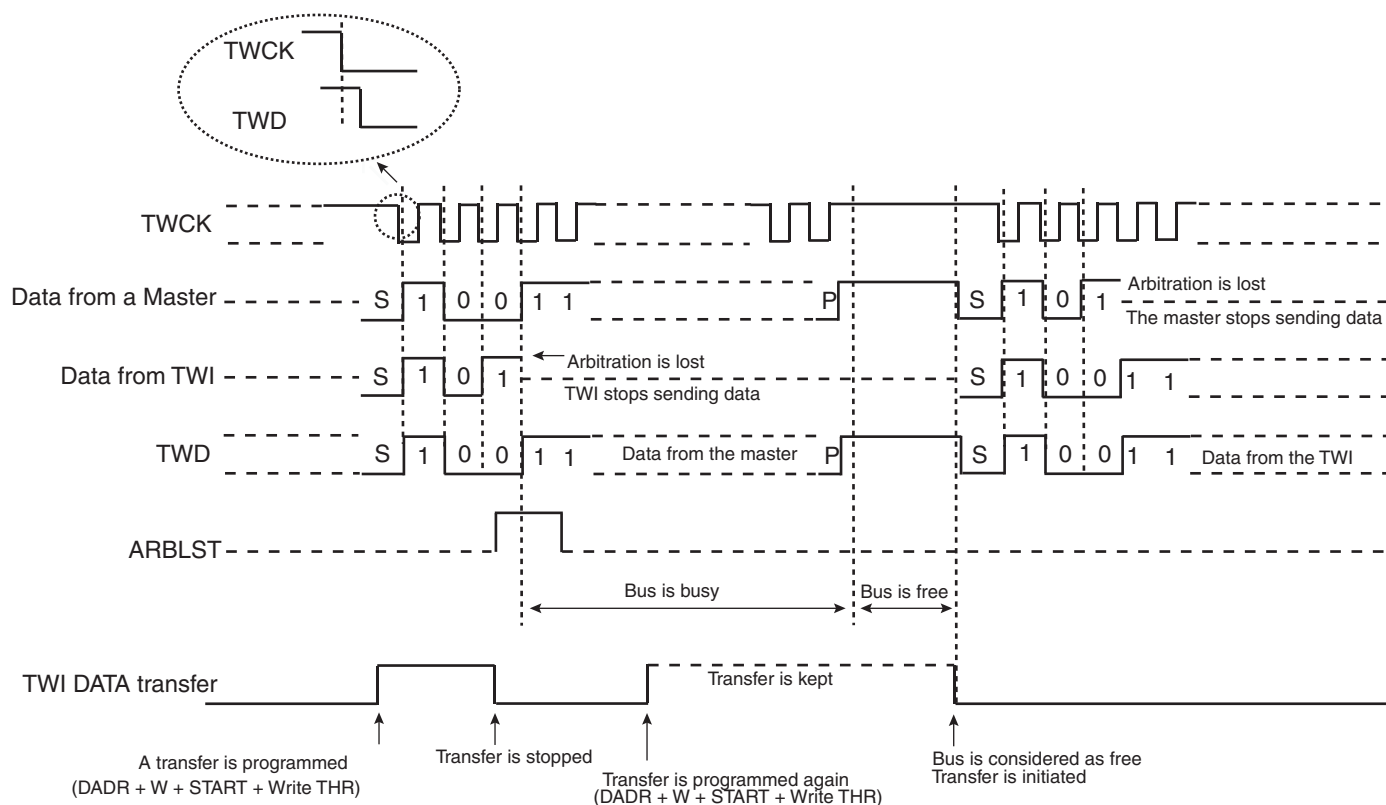 TWCK
TWD
TWCK
Data from a Master
S 1 0 0 1 1
P
S 1 0 1
Arbitration is lost
The master stops sending data
Data from TWI
S 1 0 1
Arbitration is lost
TWI stops sending data
S 1 0 0 1 1
TWD
S 1 0 0 1 1
Data from the master
P
S 1 0 0 1 1
Data from the TWI
ARBLST
Bus is busy
Bus is free
TWI DATA transfer
Transfer is kept
A transfer is programmed
(DADR + W + START + Write THR)
Transfer is stopped
Transfer is programmed again
(DADR + W + START + Write THR)
Bus is considered as free
Transfer is initiated